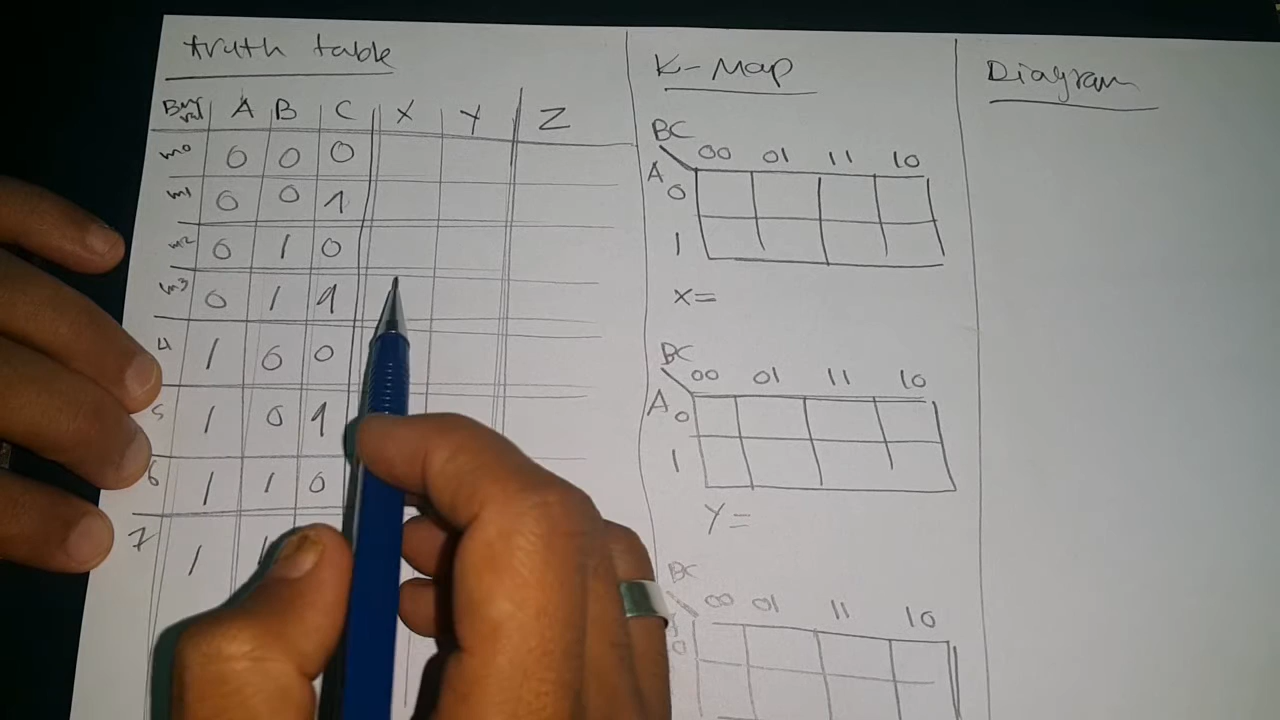 truth table
A B C X Y Z
m0 0 0 0
m1 0 0 1
m2 0 1 0
m3 0 1 1
4 1 0 0
5 1 0 1
6 1 1 0
7 1 1
K-Map
BC
00 01 11 10
A 0
1
X=
BC
00 01 11 10
A 0
1
Y=
BC
00 01 11 10
0
Diagram